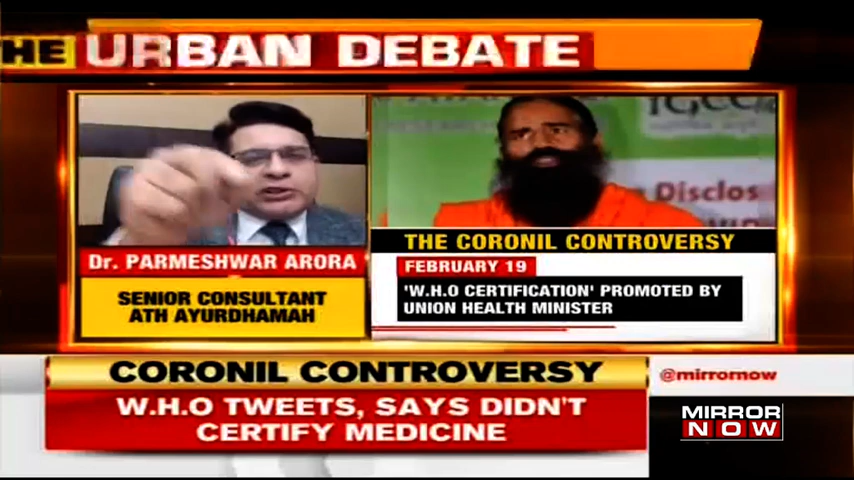 THE URBAN DEBATE
IGCC
Disclos
Dr. PARMESHWAR ARORA
SENIOR CONSULTANT
ATH AYURDHAMAH
THE CORONIL CONTROVERSY
FEBRUARY 19
'W.H.O CERTIFICATION' PROMOTED BY
UNION HEALTH MINISTER
CORONIL CONTROVERSY
W.H.O TWEETS, SAYS DIDN'T
CERTIFY MEDICINE
@mirrornow
MIRROR
NOW